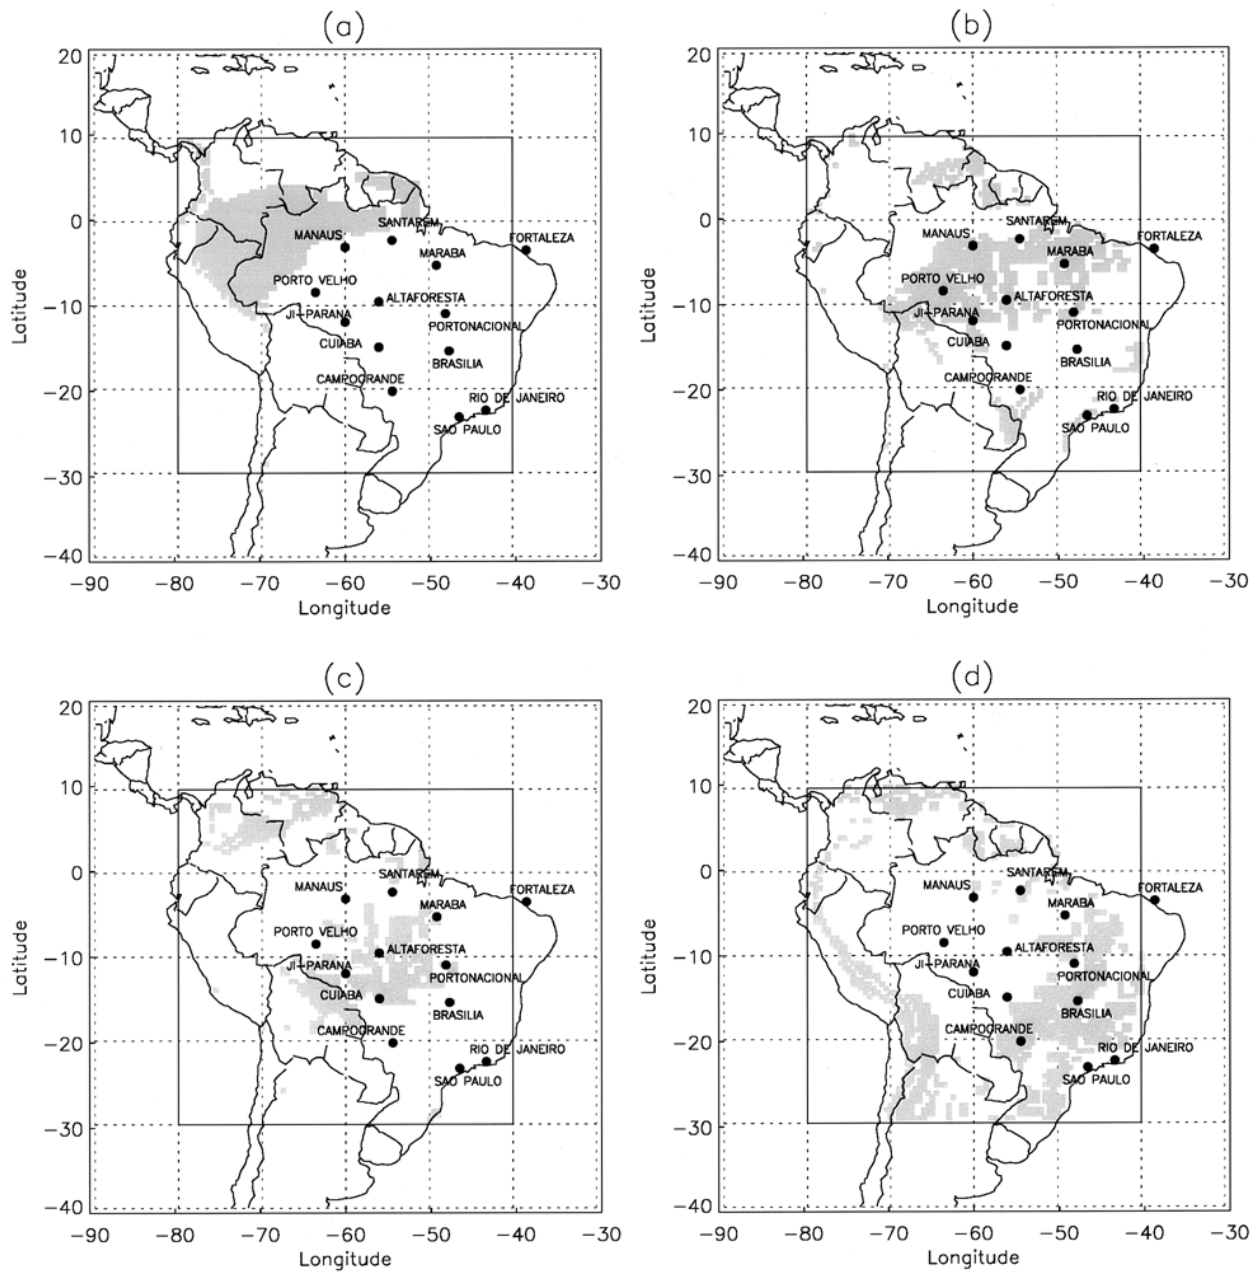 (a)
20
10
0
−10
−20
−30
−40
Latitude
SANTAREM
MANAUS
FORTALEZA
MARABA
PORTO VELHO
ALTAFORESTA
JI−PARANA
PORTONACIONAL
CUIABA
BRASILIA
CAMPOGRANDE
RIO DE JANEIRO
SAO PAULO
−90 −80 −70 −60 −50 −40 −30
Longitude
(b)
20
10
0
−10
−20
−30
−40
Latitude
SANTAREM
MANAUS
FORTALEZA
MARABA
PORTO VELHO
ALTAFORESTA
JI−PARANA
PORTONACIONAL
CUIABA
BRASILIA
CAMPOGRANDE
RIO DE JANEIRO
SAO PAULO
−90 −80 −70 −60 −50 −40 −30
Longitude
(c)
20
10
0
−10
−20
−30
−40
Latitude
SANTAREM
MANAUS
FORTALEZA
MARABA
PORTO VELHO
ALTAFORESTA
JI−PARANA
PORTONACIONAL
CUIABA
BRASILIA
CAMPOGRANDE
RIO DE JANEIRO
SAO PAULO
−90 −80 −70 −60 −50 −40 −30
Longitude
(d)
20
10
0
−10
−20
−30
−40
Latitude
SANTAREM
MANAUS
FORTALEZA
MARABA
PORTO VELHO
ALTAFORESTA
JI−PARANA
PORTONACIONAL
CUIABA
BRASILIA
CAMPOGRANDE
RIO DE JANEIRO
SAO PAULO
−90 −80 −70 −60 −50 −40 −30
Longitude